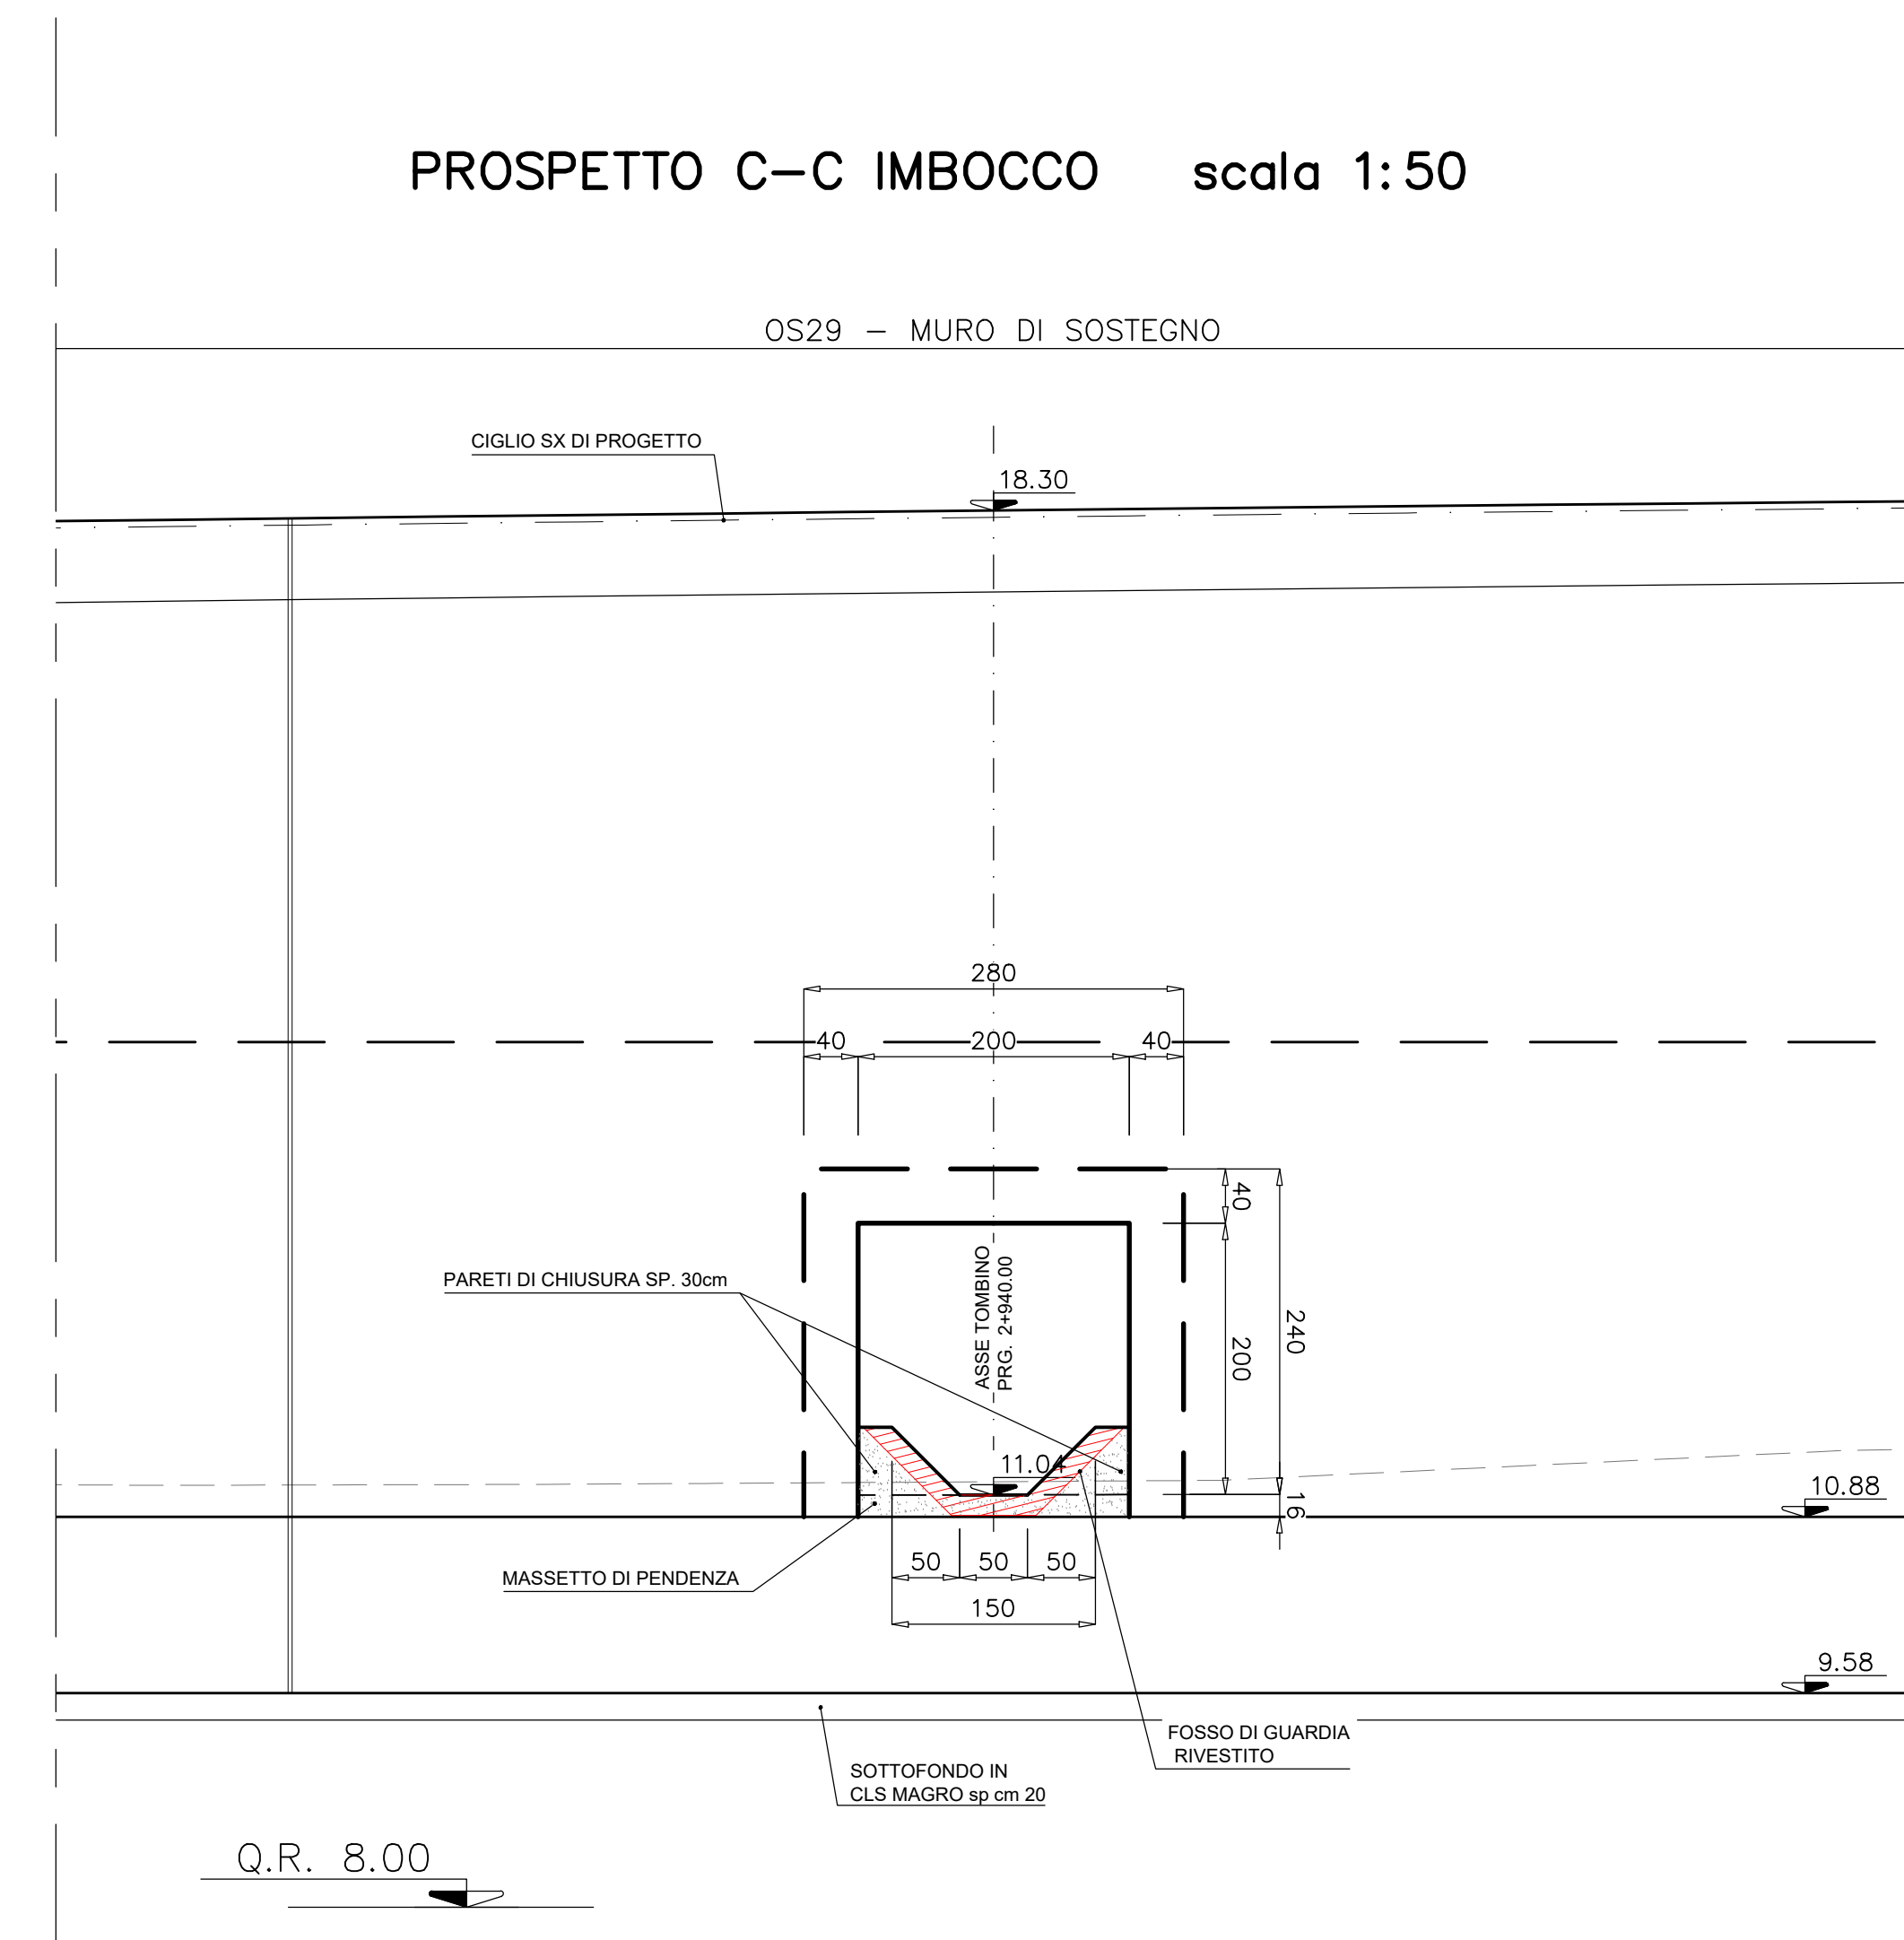 PROSPETTO C-C IMBOCCO scala 1:50
OS29 - MURO DI SOSTEGNO
CIGLIO SX DI PROGETTO
18.30
280
40
200
40
40
240
200
ASSE TOMBINO
PRG. 2+940.00
PARETI DI CHIUSURA SP. 30cm
11.04
10.88
16
50
50
50
MASSETTO DI PENDENZA
150
9.58
FOSSO DI GUARDIA
RIVESTITO
SOTTOFONDO IN
CLS MAGRO sp cm 20
Q.R. 8.00